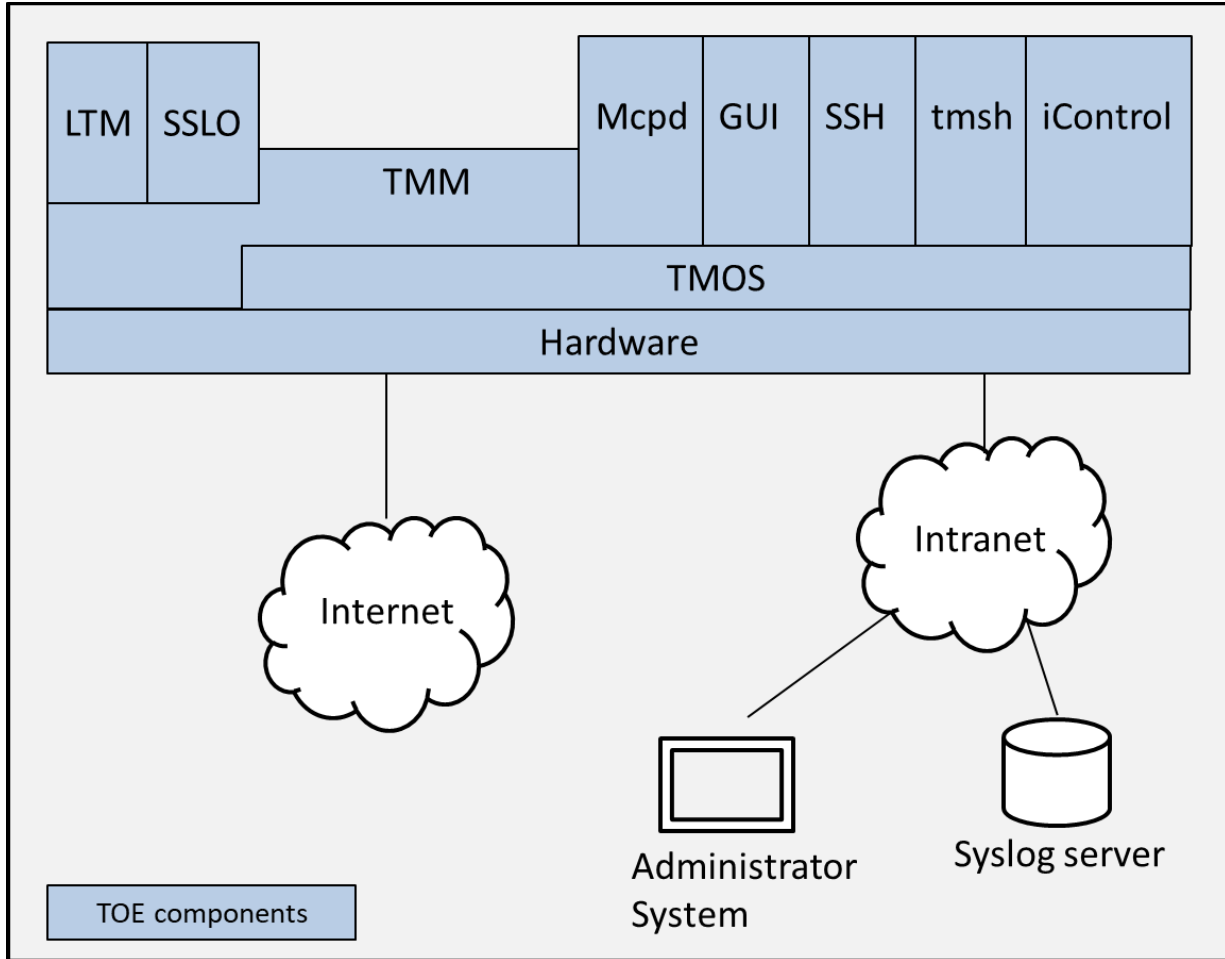 LTM
SSLO
TMM
Mcpd
GUI
SSH
tmsh
iControl
TMOS
Hardware
Internet
Intranet
Administrator
System
Syslog server
TOE components